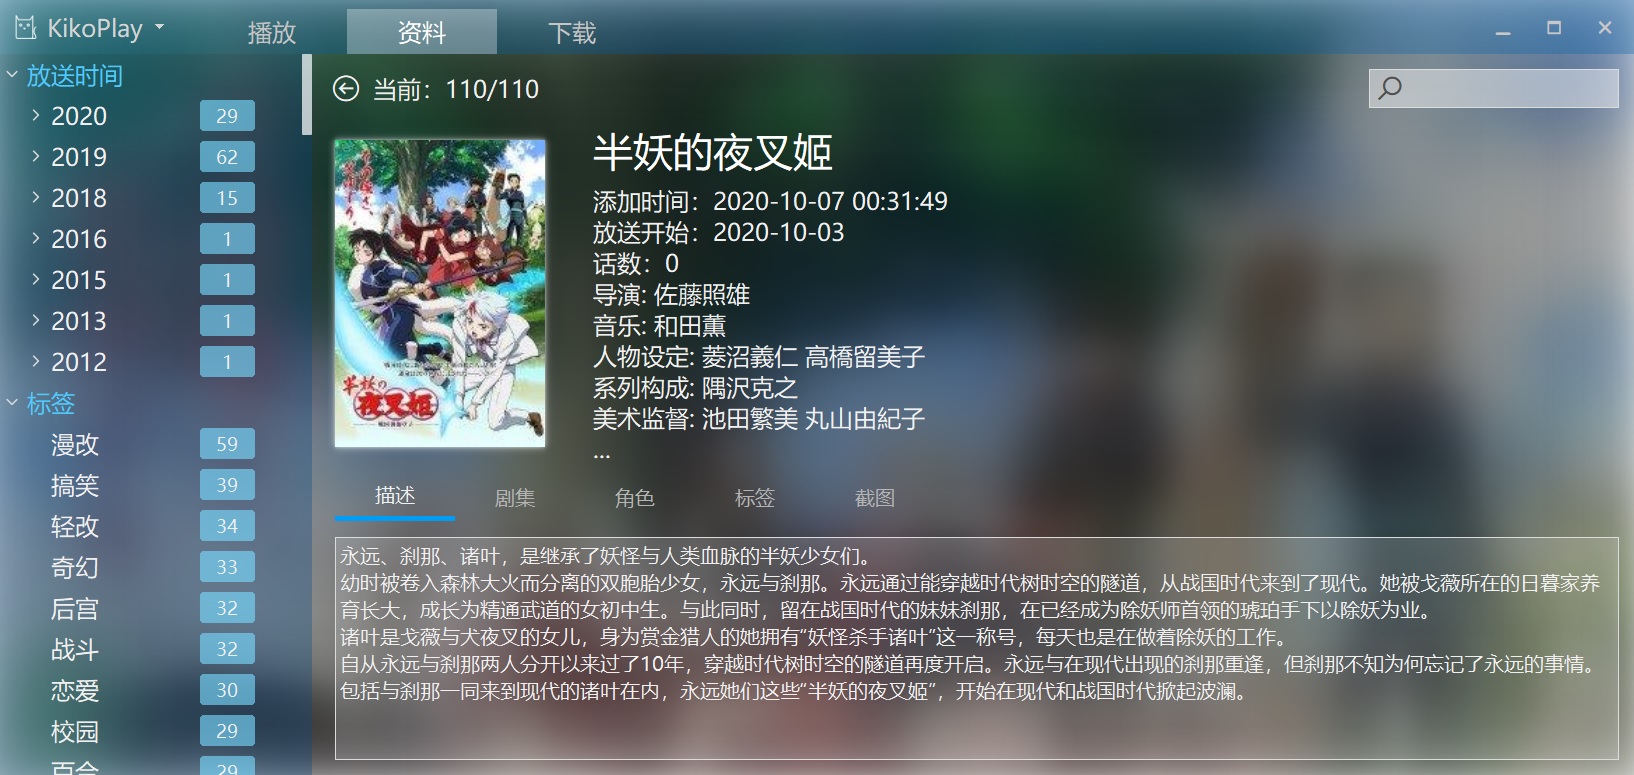 KikoPlay
播放
资料
下载
放送时间
2020 29
2019 62
2018 15
2016 1
2015 1
2013 1
2012 1
标签
漫改 59
搞笑 39
轻改 34
奇幻 33
后宫 32
战斗 32
恋爱 30
校园 29
百合 29
当前：110/110
半妖の
夜叉姫
半妖的夜叉姬
添加时间：2020-10-07 00:31:49
放送开始：2020-10-03
话数：0
导演: 佐藤照雄
音乐: 和田薫
人物设定: 菱沼義仁 高橋留美子
系列构成: 隅沢克之
美术监督: 池田繁美 丸山由紀子
...
描述
剧集
角色
标签
截图
永远、刹那、诸叶，是继承了妖怪与人类血脉的半妖少女们。
幼时被卷入森林大火而分离的双胞胎少女，永远与刹那。永远通过能穿越时代树时空的隧道，从战国时代来到了现代。她被戈薇所在的日暮家养
育长大，成长为精通武道的女初中生。与此同时，留在战国时代的妹妹刹那，在已经成为除妖师首领的琥珀手下以除妖为业。
诸叶是戈薇与犬夜叉的女儿，身为赏金猎人的她拥有“妖怪杀手诸叶”这一称号，每天也是在做着除妖的工作。
自从永远与刹那两人分开以来过了10年，穿越时代树时空的隧道再度开启。永远与在现代出现的刹那重逢，但刹那不知为何忘记了永远的事情。
包括与刹那一同来到现代的诸叶在内，永远她们这些“半妖的夜叉姬”，开始在现代和战国时代掀起波澜。